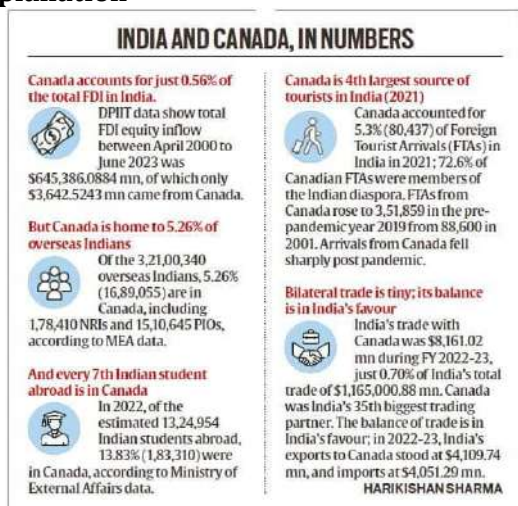 planation
INDIA AND CANADA, IN NUMBERS
Canada accounts for just 0.56% of
the total FDI in India.
DPIIT data show total
FDI equity inflow
between April 2000 to
June 2023 was
$645,386.0884 mn, of which only
$3,642.5243 mn came from Canada.
But Canada is home to 5.26% of
overseas Indians
Of the 3,21,00,340
overseas Indians, 5.26%
(16,89,055) are in
Canada, including
1,78,410 NRIs and 15,10,645 PIOs,
according to MEA data.
And every 7th Indian student
abroad is in Canada
In 2022, of the
estimated 13,24,954
Indian students abroad,
13.83% (1,83,310) were
in Canada, according to Ministry of
External Affairs data.
Canada is 4th largest source of
tourists in India (2021)
Canada accounted for
5.3% (80,437) of Foreign
Tourist Arrivals (FTAs) in
India in 2021; 72.6% of
Canadian FTAs were members of
the Indian diaspora. FTAs from
Canada rose to 3,51,859 in the pre-
pandemic year 2019 from 88,600 in
2001. Arrivals from Canada fell
sharply post pandemic.
Bilateral trade is tiny; its balance
is in India's favour
India's trade with
Canada was $8,161.02
mn during FY 2022-23,
just 0.70% of India's total
trade of $1,165,000.88 mn. Canada
was India's 35th biggest trading
partner. The balance of trade is in
India's favour; in 2022-23, India's
exports to Canada stood at $4,109.74
mn, and imports at $4,051.29 mn.
HARIKISHAN SHARMA